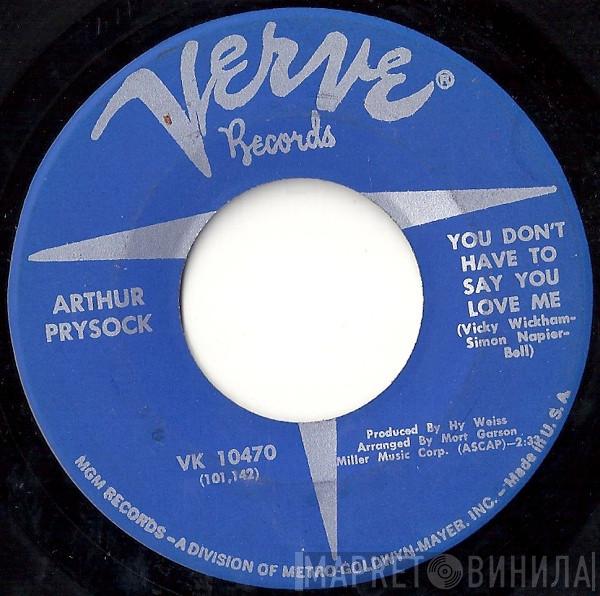 Verve®
Records
ARTHUR
PRYSOCK
YOU DON'T
HAVE TO
SAY YOU
LOVE ME
(Vicky Wickham-
Simon Napier-
Bell)
Produced By Hy Weiss
Arranged By Mort Garson
Miller Music Corp. (ASCAP)—2:33
VK 10470
(101,142)
MGM RECORDS – A DIVISION OF METRO-GOLDWYN-MAYER, INC. – Made in U.S.A.
МАРКЕТ ВИНИЛА